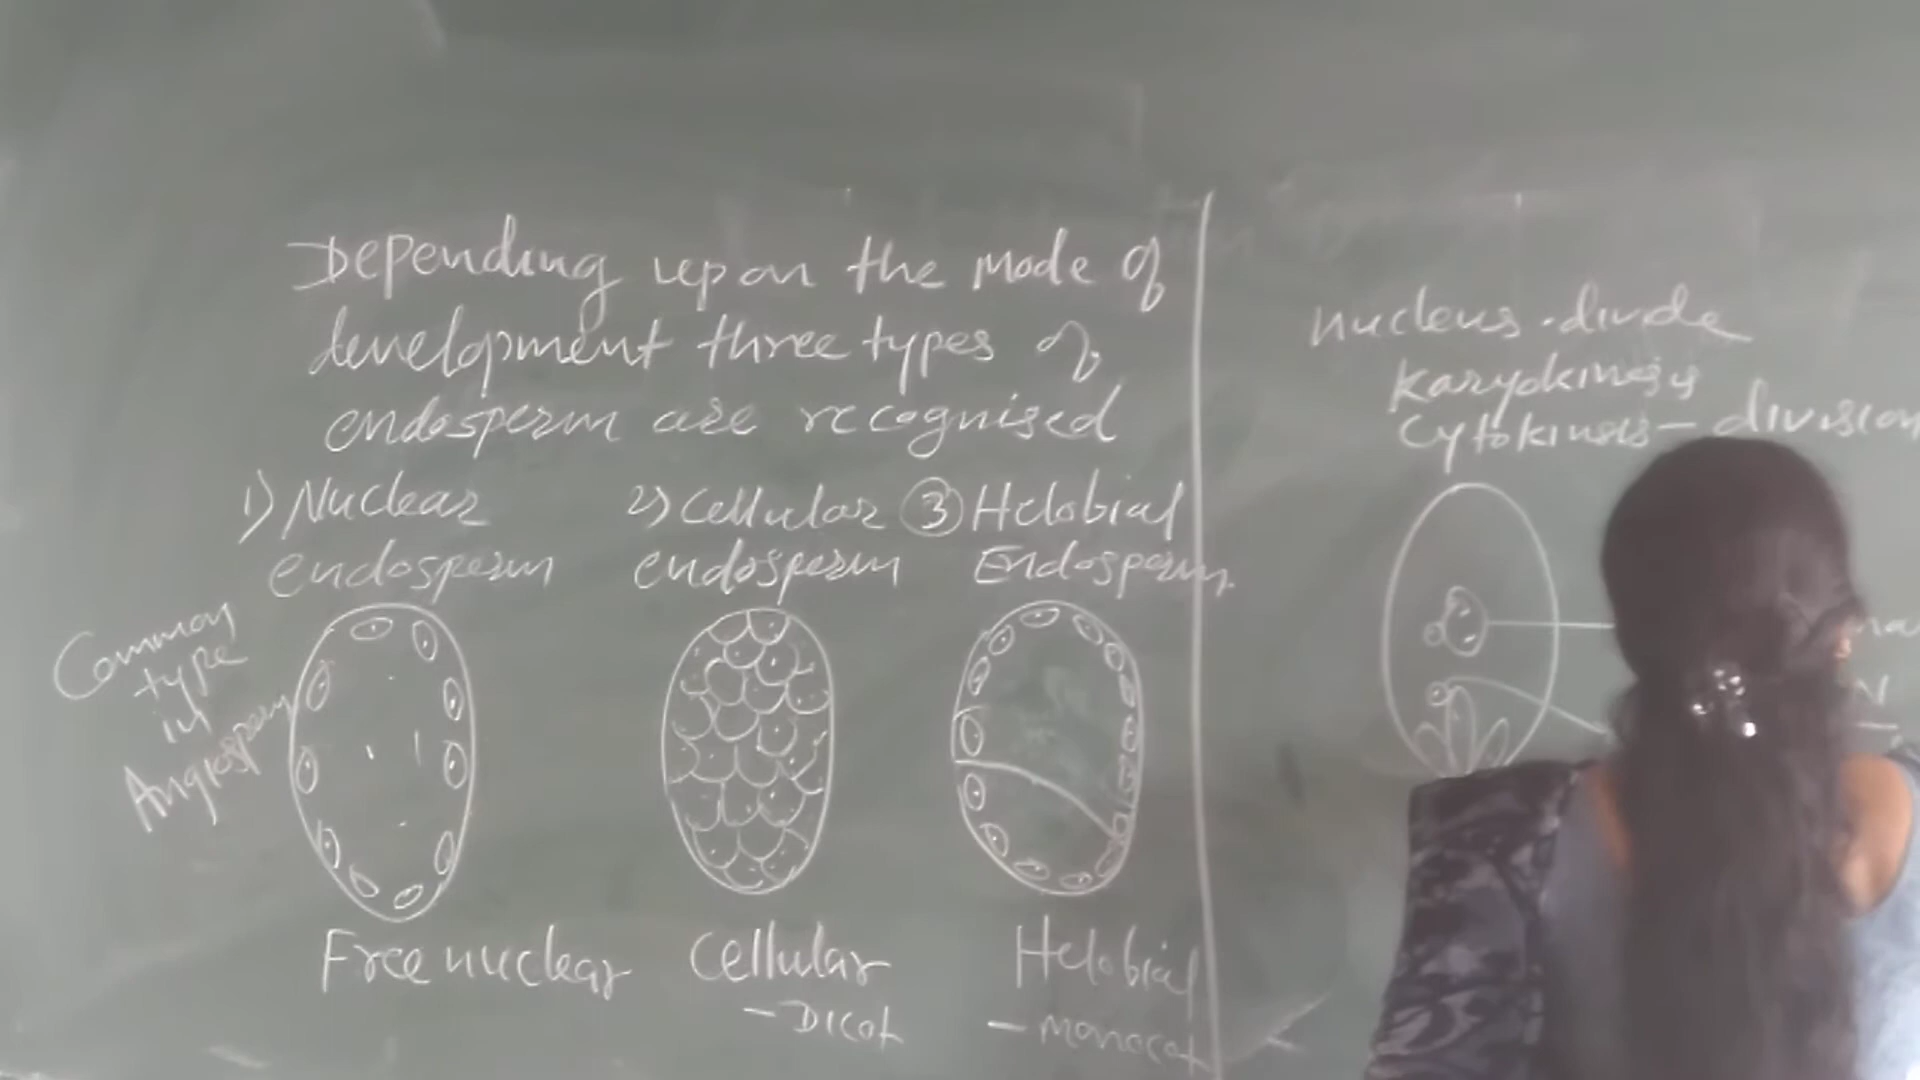 Depending upon the mode of
development three types of
endosperm are recognised
1) Nuclear
endosperm
2) Cellular
endosperm
③ Helobial
Endosperm.
Common
type
in
Angiosperm
Free nuclear
Cellular
- Dicot
Helobial
- Monocot
nucleus divide
Karyokinesis
Cytokinesis - division